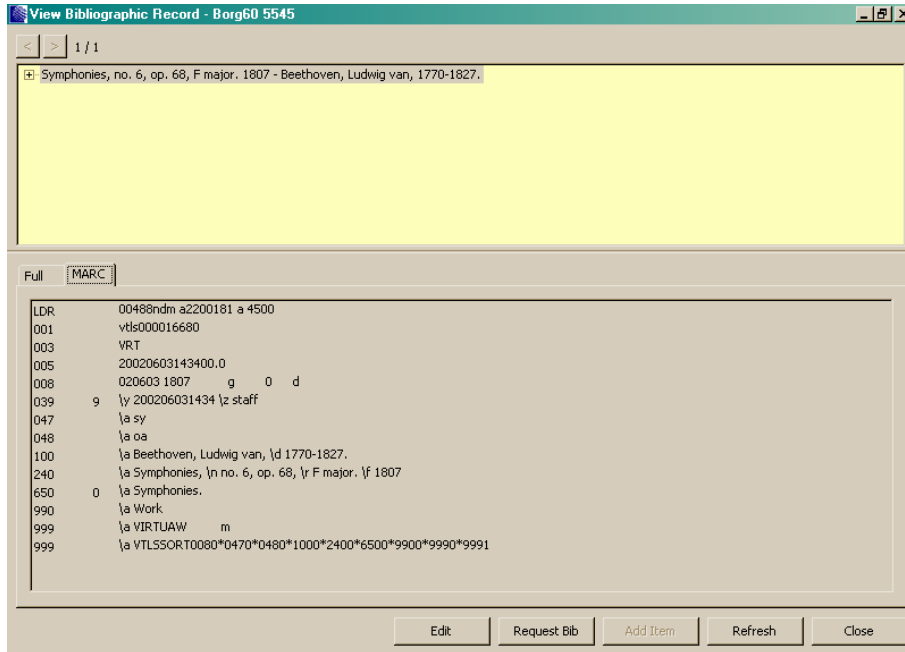 View Bibliographic Record - Borg60 5545
< > 1 / 1
Symphonies, no. 6, op. 68, F major. 1807 - Beethoven, Ludwig van, 1770-1827.
Full MARC
LDR 00488ndm a2200181 a 4500
001 vtls000016680
003 VRT
005 20020603143400.0
008 020603 1807 g 0 d
039 9 \y 200206031434 \z staff
047 \a sy
048 \a oa
100 \a Beethoven, Ludwig van, \d 1770-1827.
240 \a Symphonies, \n no. 6, op. 68, \r F major. \f 1807
650 0 \a Symphonies.
990 \a Work
999 \a VIRTUAW m
999 \a VTLSSORT0080*0470*0480*1000*2400*6500*9900*9990*9991
Edit Request Bib Add Item Refresh Close